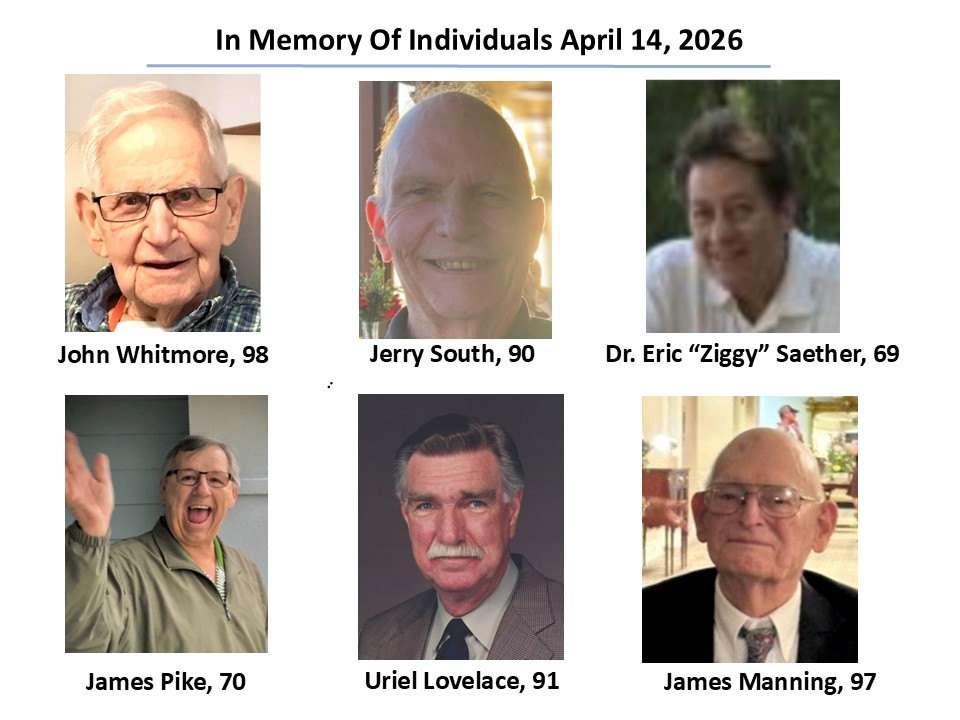 In Memory Of Individuals April 14, 2026
John Whitmore, 98
Jerry South, 90
Dr. Eric “Ziggy” Saether, 69
James Pike, 70
Uriel Lovelace, 91
James Manning, 97